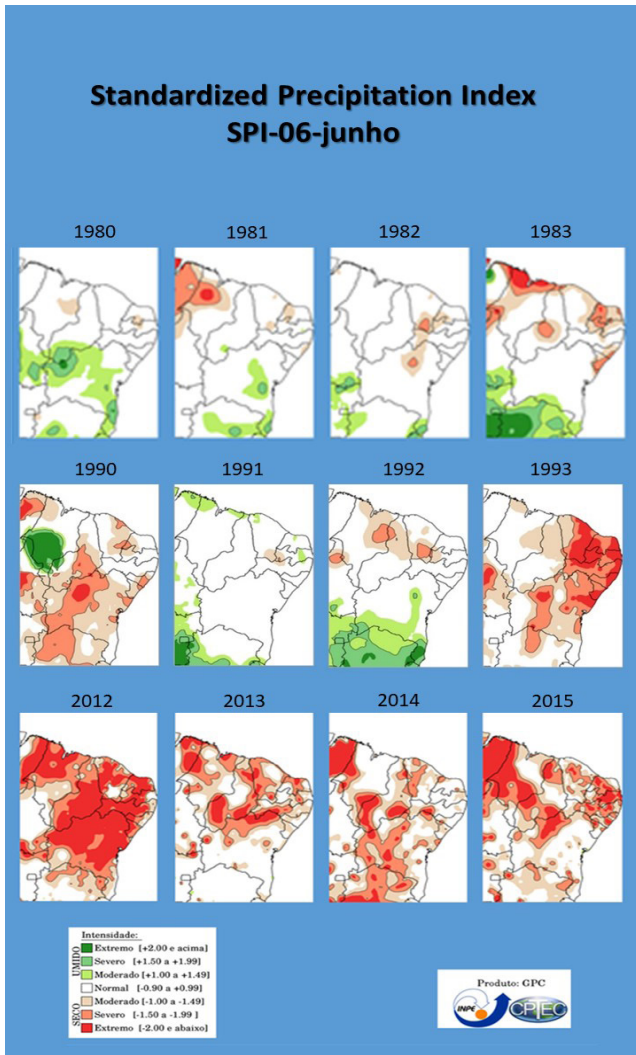 Standardized Precipitation Index
SPI-06-junho
1980
1981
1982
1983
1990
1991
1992
1993
2012
2013
2014
2015
Intensidade:
UMIDO
Extremo [+2.00 e acima]
Severo [+1.50 a +1.99]
Moderado [+1.00 a +1.49]
Normal [-0.90 a +0.99]
SECO
Moderado [-1.00 a -1.49]
Severo [-1.50 a -1.99 ]
Extremo [-2.00 e abaixo]
Produto: GPC
INPE
CPTEC